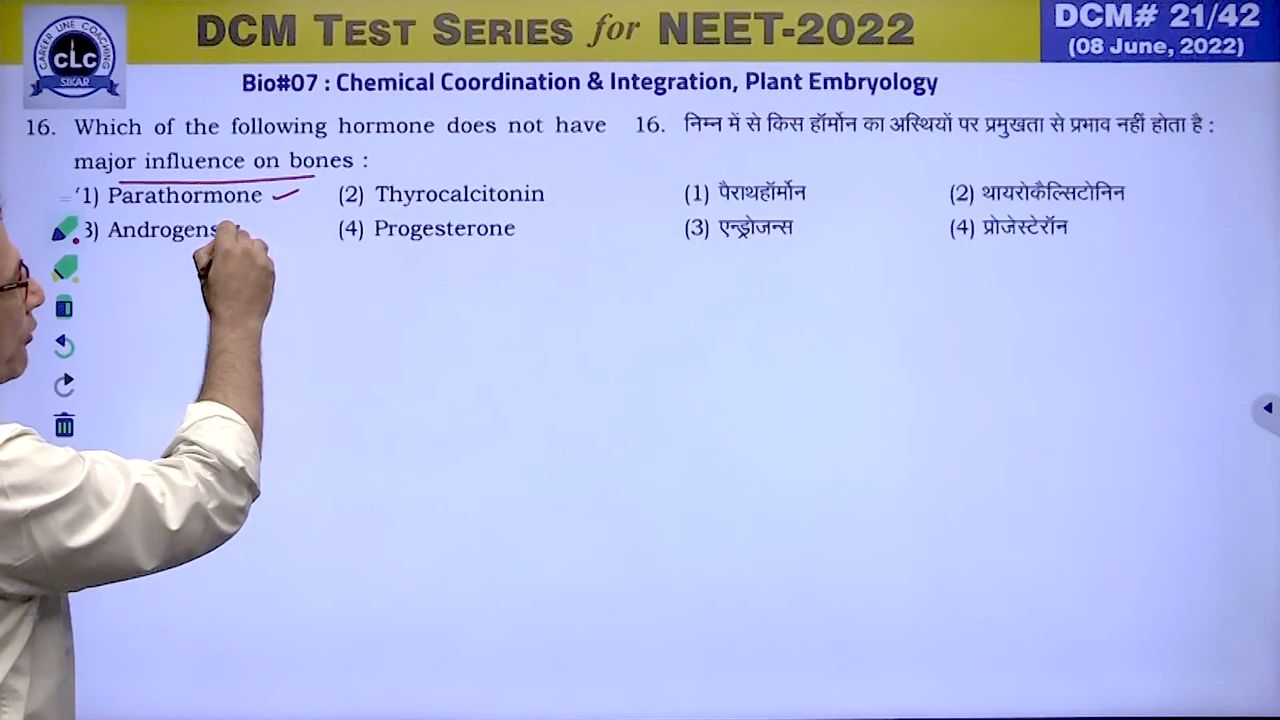 DCM TEST SERIES for NEET-2022
DCM# 21/42
(08 June, 2022)
CAREER LINE COACHING
CLC
SIKAR
Bio#07 : Chemical Coordination & Integration, Plant Embryology
16. Which of the following hormone does not have
major influence on bones :
1) Parathormone (2) Thyrocalcitonin
3) Androgens (4) Progesterone
16. निम्न में से किस हॉर्मोन का अस्थियों पर प्रमुखता से प्रभाव नहीं होता है :
(1) पैराथहॉर्मोन (2) थायरोकैल्सिटोनिन
(3) एन्ड्रोजन्स (4) प्रोजेस्टेरॉन